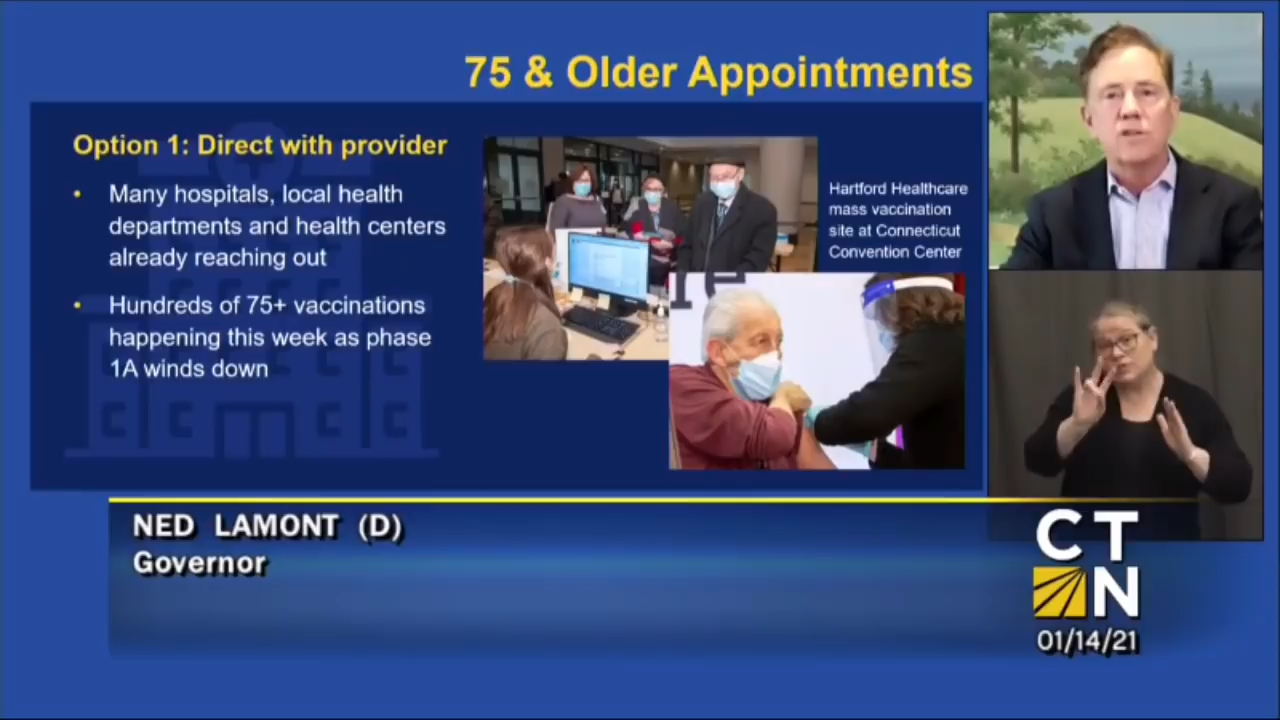 75 & Older Appointments
Option 1: Direct with provider
• Many hospitals, local health
departments and health centers
already reaching out
• Hundreds of 75+ vaccinations
happening this week as phase
1A winds down
Hartford Healthcare
mass vaccination
site at Connecticut
Convention Center
NED LAMONT (D)
Governor
CT
N
01/14/21